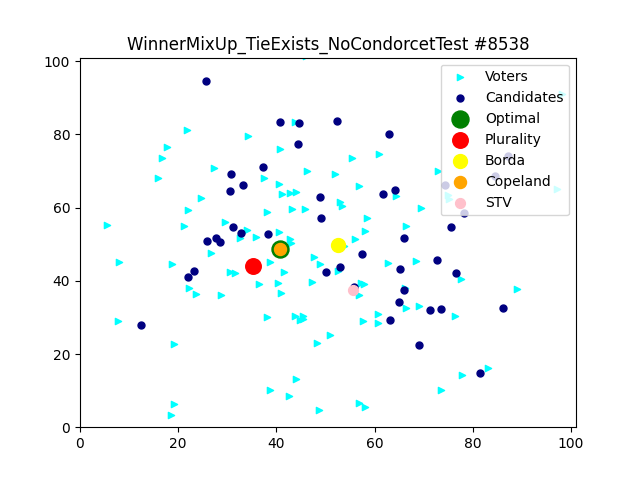 WinnerMixUp_TieExists_NoCondorcetTest #8538
100
80
60
40
20
0
0 20 40 60 80 100
Voters
Candidates
Optimal
Plurality
Borda
Copeland
STV